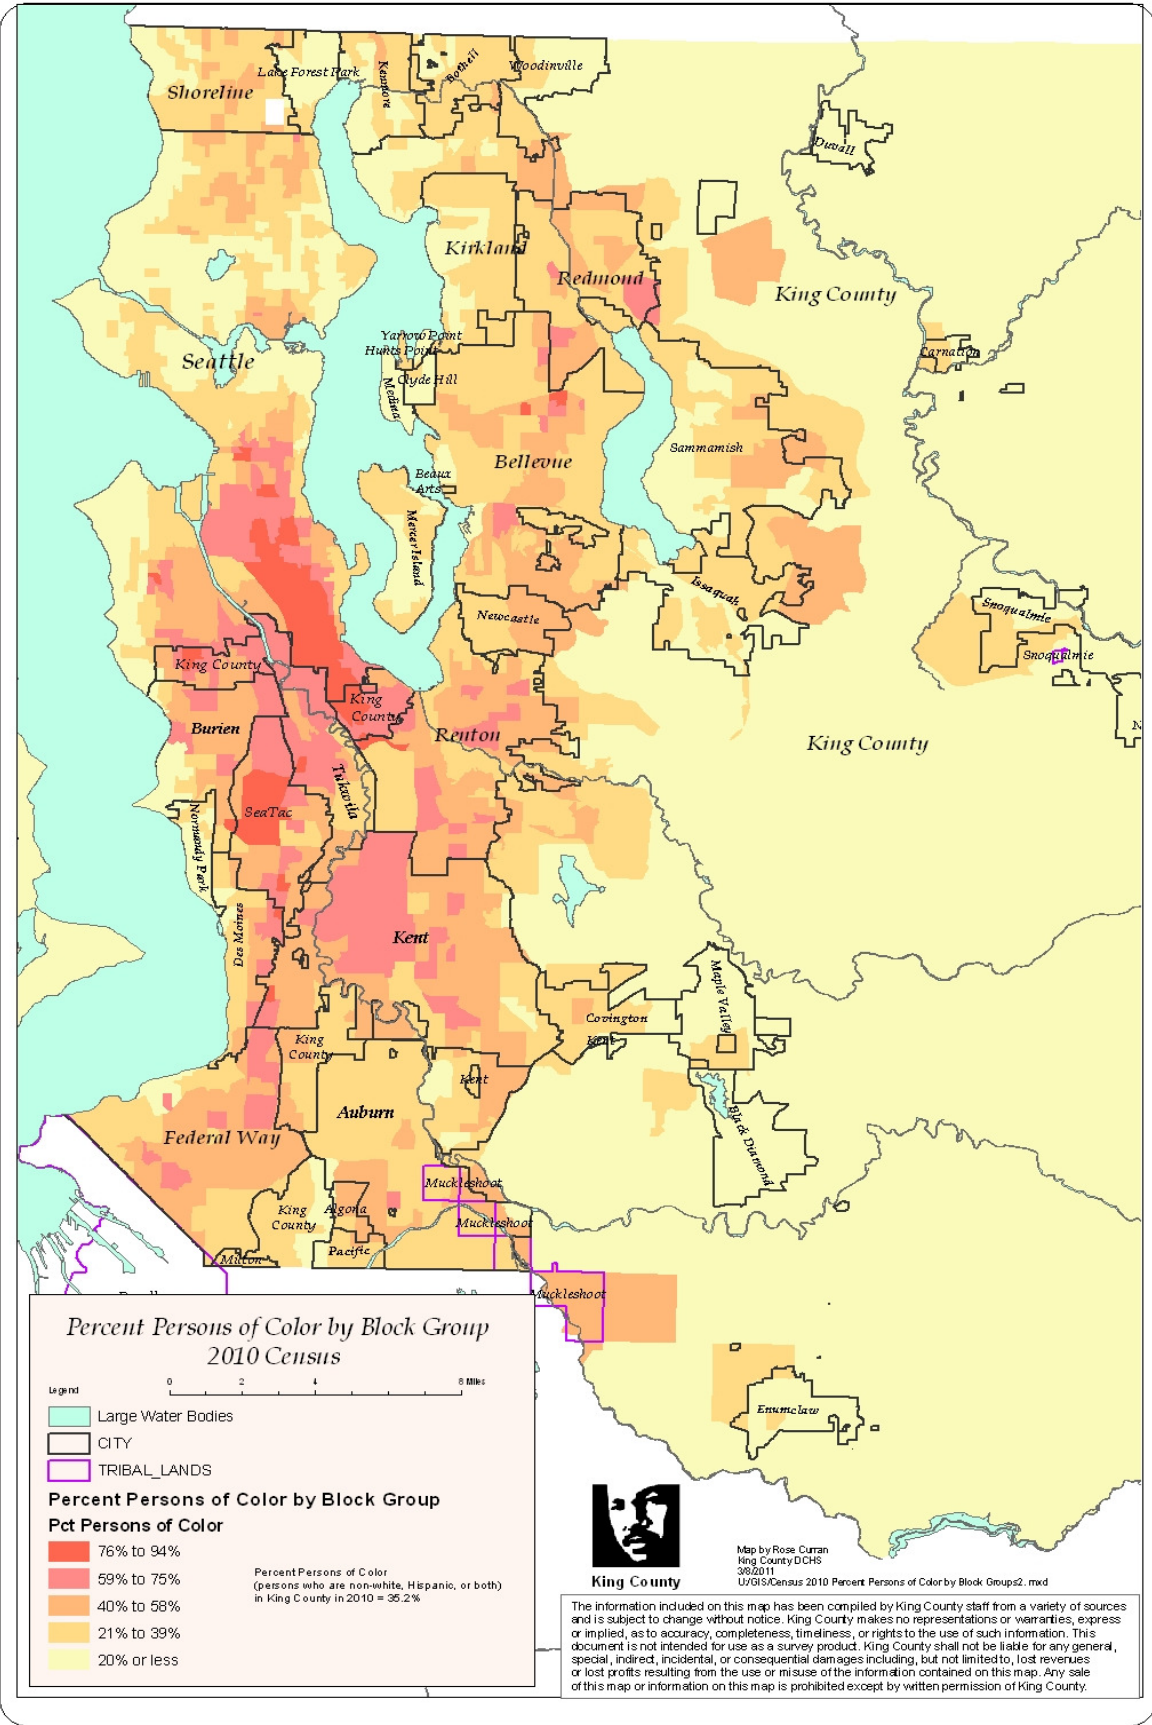 Lake Forest Park
Kenmore
Bothell
Woodinville
Shoreline
Duvall
Kirkland
Redmond
King County
Yarrow Point
Hunts Point
Seattle
Clyde Hill
Medina
Carnation
Sammamish
Bellevue
Beaux
Arts
Mercer Island
Issaquah
Newcastle
Snoqualmie
Snoqualmie
King County
King
County
Burien
Renton
King County
N
Tukwila
SeaTac
Normandy Park
Des Moines
Kent
Maple Valley
Covington
Kent
King
County
Kent
Auburn
Black Diamond
Federal Way
Muckleshoot
King
County
Algona
Muckleshoot
Pacific
Milton
Muckleshoot
Enumclaw
Percent Persons of Color by Block Group
2010 Census
0 2 4 8 Miles
Legend
Large Water Bodies
CITY
TRIBAL_LANDS
Percent Persons of Color by Block Group
Pct Persons of Color
76% to 94%
59% to 75%
40% to 58%
21% to 39%
20% or less
Percent Persons of Color
(persons who are non-white, Hispanic, or both)
in King County in 2010 = 35.2%
King County
Map by Rose Curran
King County DCHS
3/8/2011
U:/GIS/Census 2010 Percent Persons of Color by Block Groups2. mxd
The information included on this map has been compiled by King County staff from a variety of sources
and is subject to change without notice. King County makes no representations or warranties, express
or implied, as to accuracy, completeness, timeliness, or rights to the use of such information. This
document is not intended for use as a survey product. King County shall not be liable for any general,
special, indirect, incidental, or consequential damages including, but not limited to, lost revenues
or lost profits resulting from the use or misuse of the information contained on this map. Any sale
of this map or information on this map is prohibited except by written permission of King County.